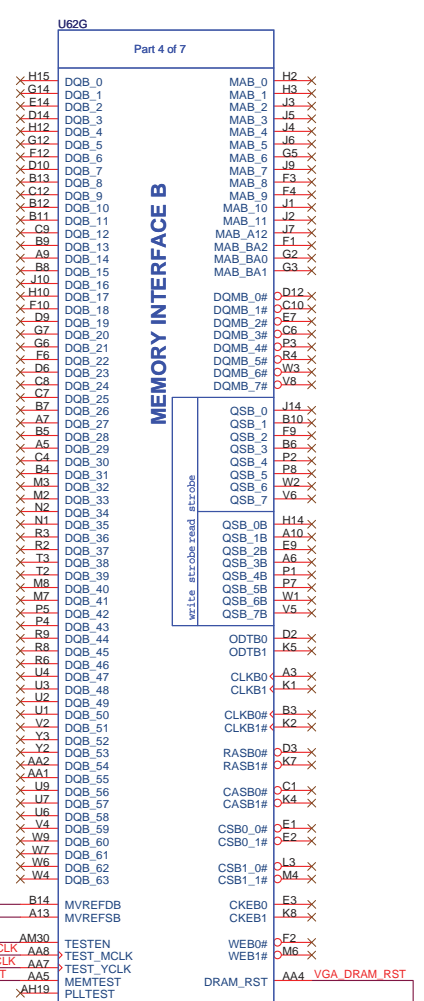 U62G
Part 4 of 7
H15 DQB_0 MAB_0 H2
G14 DQB_1 MAB_1 H3
E14 DQB_2 MAB_2 J3
D14 DQB_3 MAB_3 J5
H12 DQB_4 MAB_4 J4
G12 DQB_5 MAB_5 J6
F12 DQB_6 MAB_6 G5
D10 DQB_7 MAB_7 J9
B13 DQB_8 MAB_8 F3
C12 DQB_9 MAB_9 F4
B12 DQB_10 MAB_10 J1
B11 DQB_11 MAB_11 J2
C9 DQB_12 MAB_A12 J7
B9 DQB_13 MAB_BA2 F1
A9 DQB_14 MAB_BA0 G2
B8 DQB_15 MAB_BA1 G3
J10 DQB_16
H10 DQB_17 DQMB_0# D12
F10 DQB_18 DQMB_1# C10
D9 DQB_19 DQMB_2# E7
G7 DQB_20 DQMB_3# C6
G6 DQB_21 DQMB_4# P3
F6 DQB_22 DQMB_5# R4
D6 DQB_23 DQMB_6# W3
C8 DQB_24 DQMB_7# V8
C7 DQB_25
B7 DQB_26 QSB_0 J14
A7 DQB_27 QSB_1 B10
B5 DQB_28 QSB_2 F9
A5 DQB_29 QSB_3 B6
C4 DQB_30 QSB_4 P2
B4 DQB_31 QSB_5 P8
M3 DQB_32 QSB_6 W2
M2 DQB_33 QSB_7 V6
N2 DQB_34
N1 DQB_35 QSB_0B H14
R3 DQB_36 QSB_1B A10
R2 DQB_37 QSB_2B E9
T3 DQB_38 QSB_3B A6
T2 DQB_39 QSB_4B P1
M8 DQB_40 QSB_5B P7
M7 DQB_41 QSB_6B W1
P5 DQB_42 QSB_7B V5
P4 DQB_43
R9 DQB_44 ODTB0 D2
R8 DQB_45 ODTB1 K5
R6 DQB_46
U4 DQB_47 CLKB0 A3
U3 DQB_48 CLKB1 K1
U2 DQB_49
U1 DQB_50 CLKB0# B3
V2 DQB_51 CLKB1# K2
Y3 DQB_52
Y2 DQB_53 RASB0# D3
AA2 DQB_54 RASB1# K7
AA1 DQB_55
U9 DQB_56 CASB0# C1
U7 DQB_57 CASB1# K4
U6 DQB_58
V4 DQB_59 CSB0_0# E1
W9 DQB_60 CSB0_1# E2
W7 DQB_61
W6 DQB_62 CSB1_0# L3
W4 DQB_63 CSB1_1# M4
B14 MVREFDB CKEB0 E3
A13 MVREFSB CKEB1 K8
AM30 TESTEN WEB0# F2
CLK AA8 TEST_MCLK WEB1# M6
CLK AA7 TEST_YCLK
ST AA5 MEMTEST DRAM_RST AA4 VGA_DRAM_RST
AH19 PLLTEST
MEMORY INTERFACE B
read strobe
write strobe